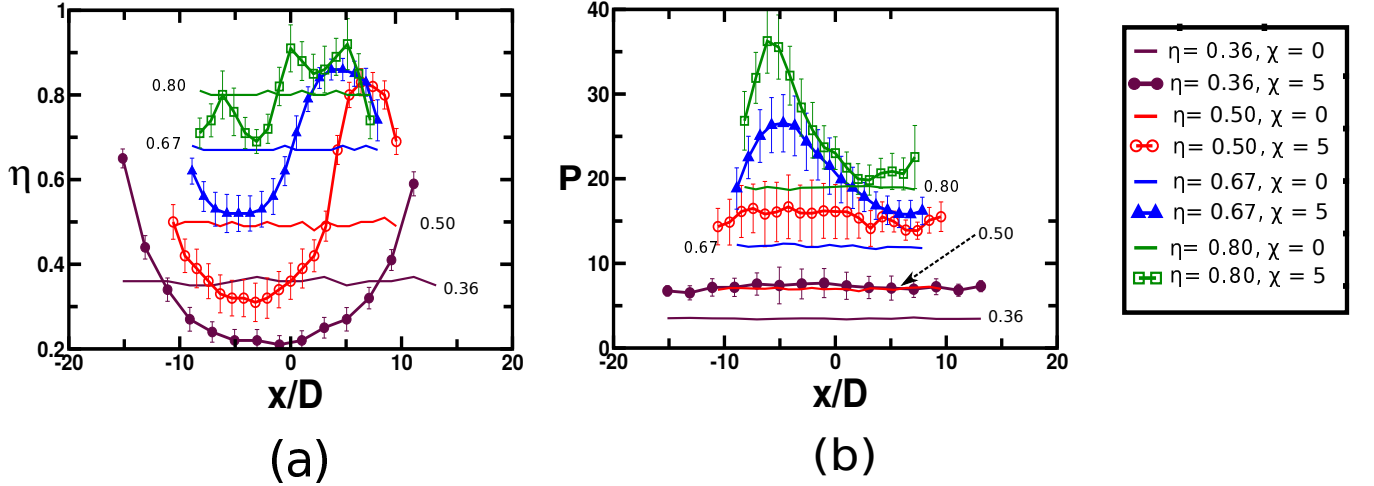 1
0.8
0.6
0.4
0.2
η
0.80
0.67
0.50
0.36
-20
-10
0
10
20
x/D
(a)
40
30
20
10
0
P
0.80
0.67
0.50
0.36
-20
-10
0
10
20
x/D
(b)
η= 0.36, χ = 0
η= 0.36, χ = 5
η= 0.50, χ = 0
η= 0.50, χ = 5
η= 0.67, χ = 0
η= 0.67, χ = 5
η= 0.80, χ = 0
η= 0.80, χ = 5